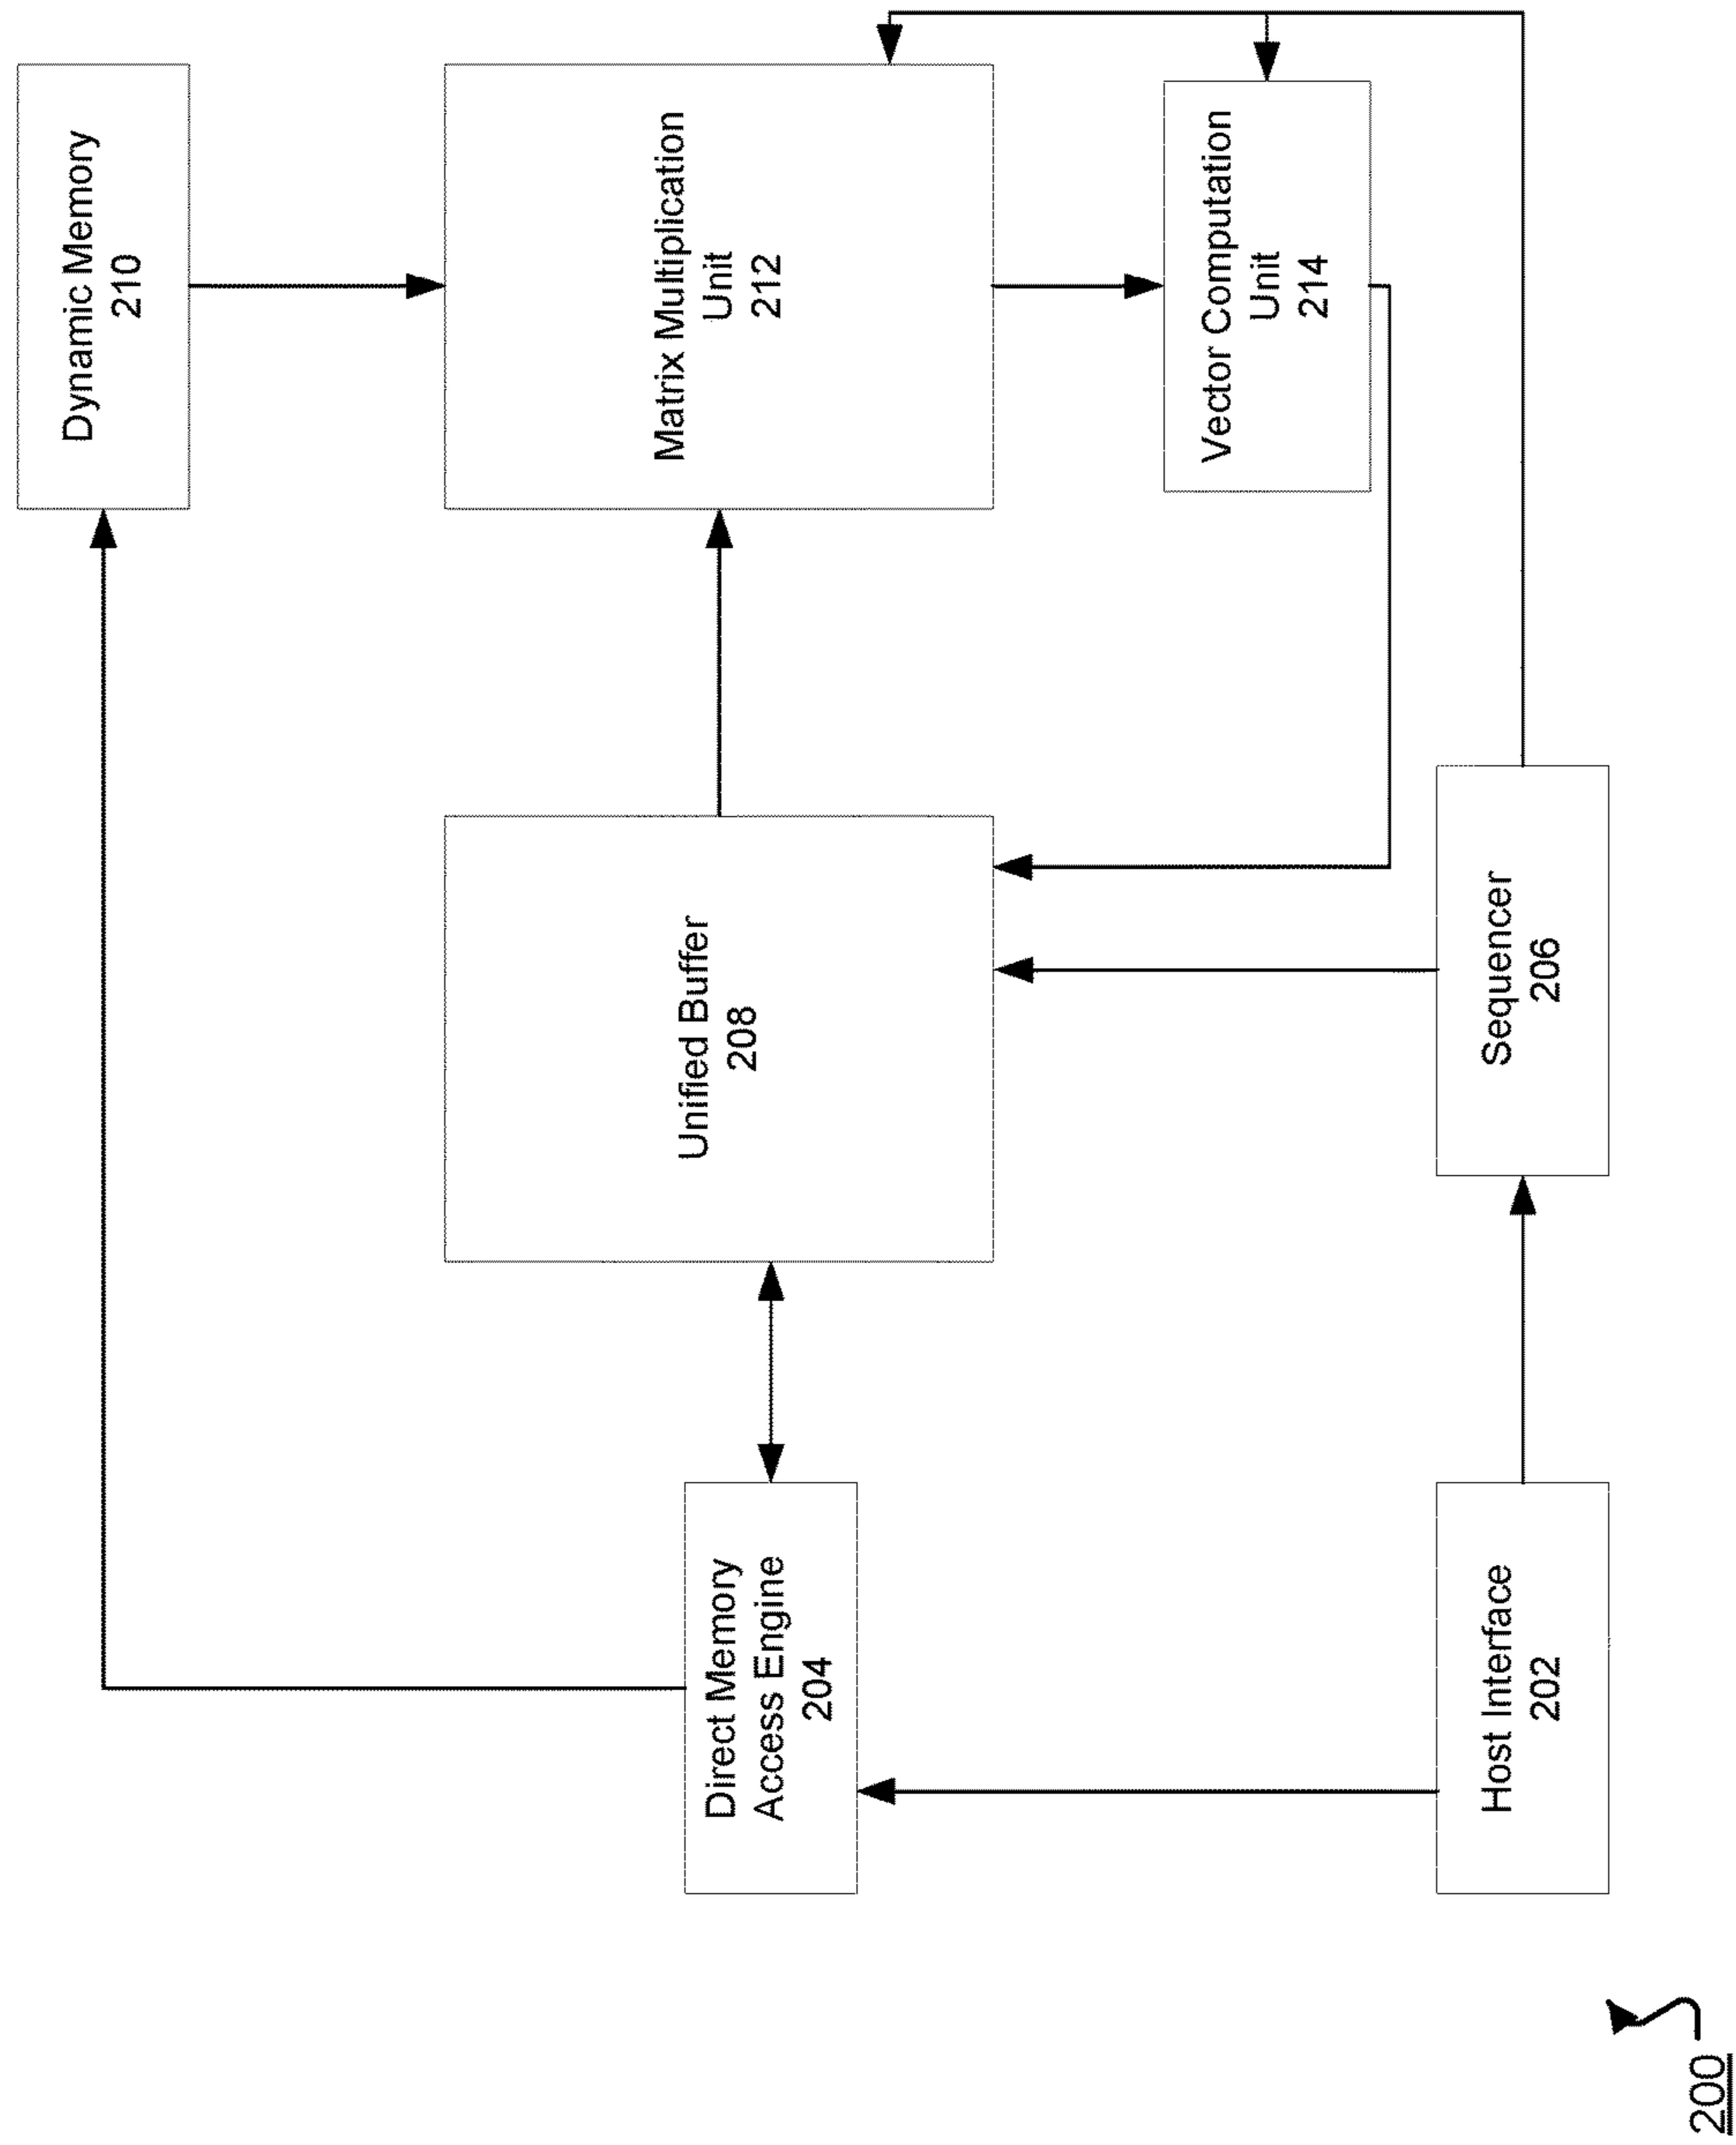 Dynamic Memory
210
Direct Memory
Access Engine
204
Unified Buffer
208
Matrix Multiplication
Unit
212
Vector Computation
Unit
214
Host Interface
202
Sequencer
206
200